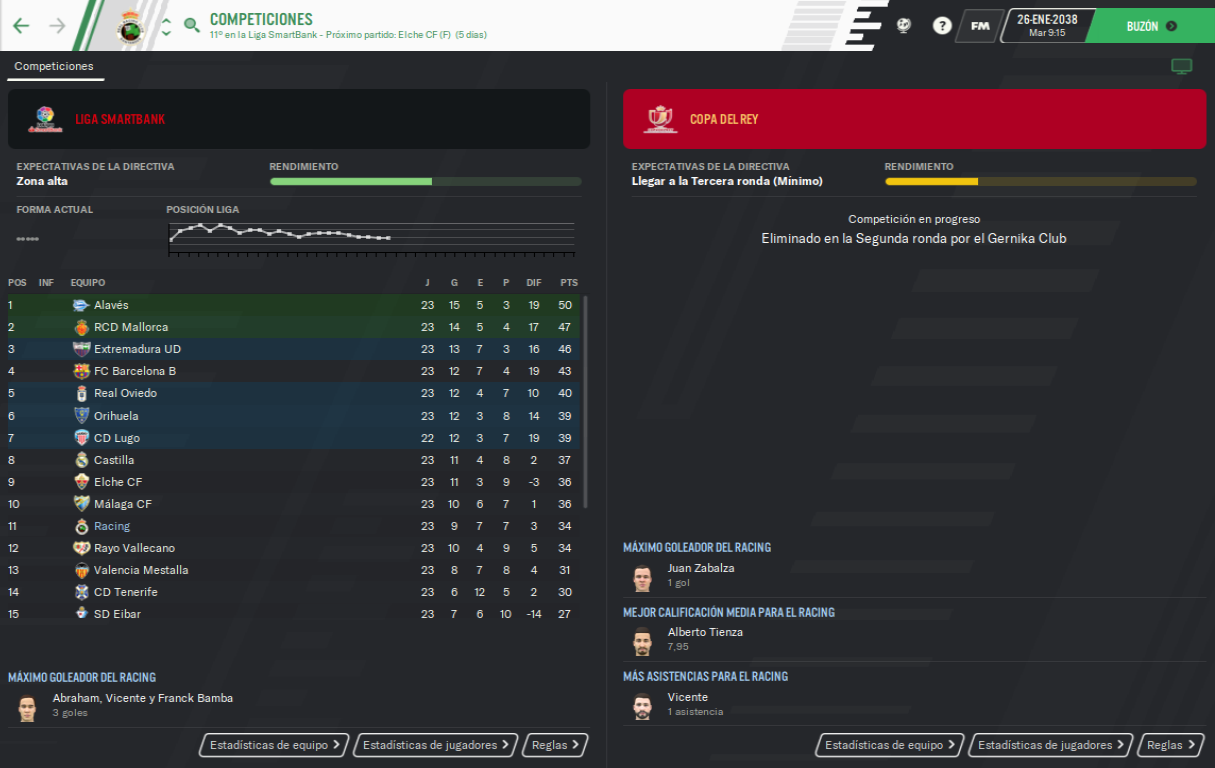 COMPETICIONES
11º en la Liga SmartBank - Próximo partido: Elche CF (F) (5 días)
?
FM
26-ENE-2038
Mar 9:15
BUZÓN
Competiciones
LIGA SMARTBANK
EXPECTATIVAS DE LA DIRECTIVA RENDIMIENTO
Zona alta
FORMA ACTUAL POSICIÓN LIGA
POS INF EQUIPO J G E P DIF PTS
1 Alavés 23 15 5 3 19 50
2 RCD Mallorca 23 14 5 4 17 47
3 Extremadura UD 23 13 7 3 16 46
4 FC Barcelona B 23 12 7 4 19 43
5 Real Oviedo 23 12 4 7 10 40
6 Orihuela 23 12 3 8 14 39
7 CD Lugo 22 12 3 7 19 39
8 Castilla 23 11 4 8 2 37
9 Elche CF 23 11 3 9 -3 36
10 Málaga CF 23 10 6 7 1 36
11 Racing 23 9 7 7 3 34
12 Rayo Vallecano 23 10 4 9 5 34
13 Valencia Mestalla 23 8 7 8 4 31
14 CD Tenerife 23 6 12 5 2 30
15 SD Eibar 23 7 6 10 -14 27
MÁXIMO GOLEADOR DEL RACING
Abraham, Vicente y Franck Bamba
3 goles
Estadísticas de equipo Estadísticas de jugadores Reglas
COPA DEL REY
EXPECTATIVAS DE LA DIRECTIVA RENDIMIENTO
Llegar a la Tercera ronda (Mínimo)
Competición en progreso
Eliminado en la Segunda ronda por el Gernika Club
MÁXIMO GOLEADOR DEL RACING
Juan Zabalza
1 gol
MEJOR CALIFICACIÓN MEDIA PARA EL RACING
Alberto Tienza
7,95
MÁS ASISTENCIAS PARA EL RACING
Vicente
1 asistencia
Estadísticas de equipo Estadísticas de jugadores Reglas